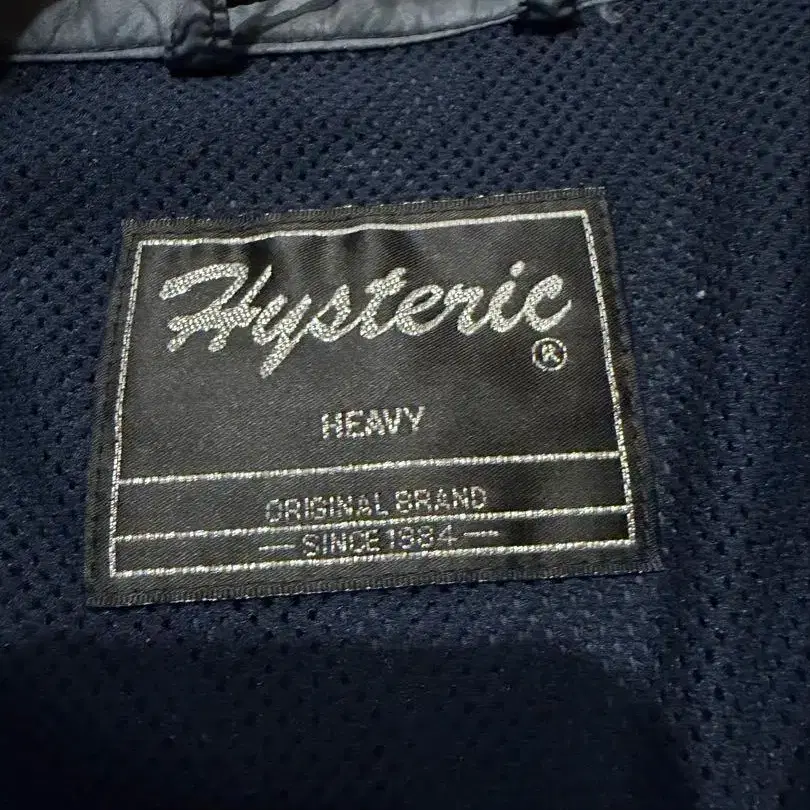 Hysteric
®
HEAVY
ORIGINAL BRAND
— SINCE 1984 —